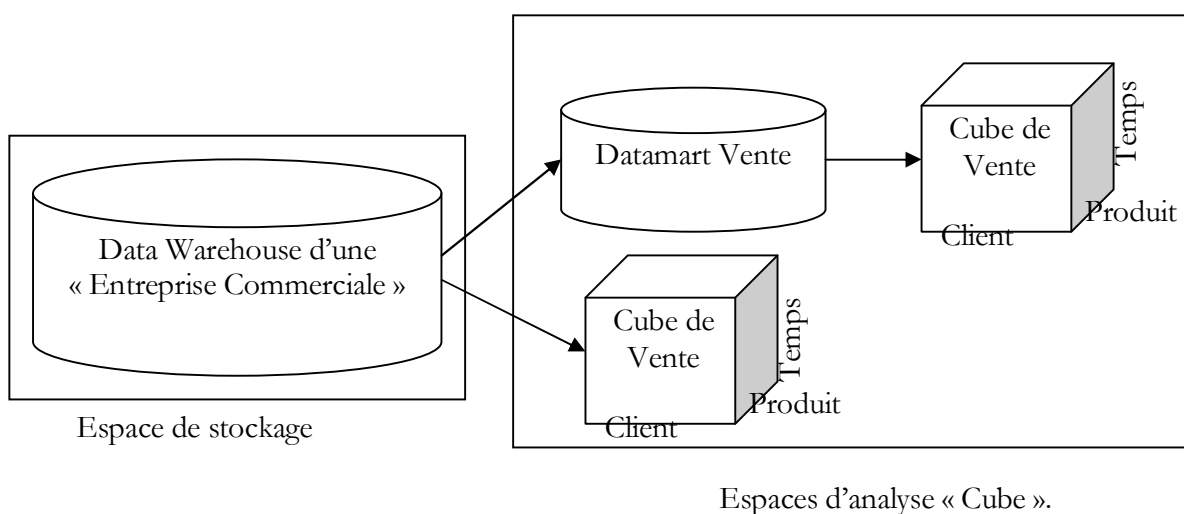 Data Warehouse d’une
« Entreprise Commerciale »
Espace de stockage
Datamart Vente
Cube de
Vente
Temps
Produit
Client
Cube de
Vente
Temps
Produit
Client
Espaces d’analyse « Cube ».